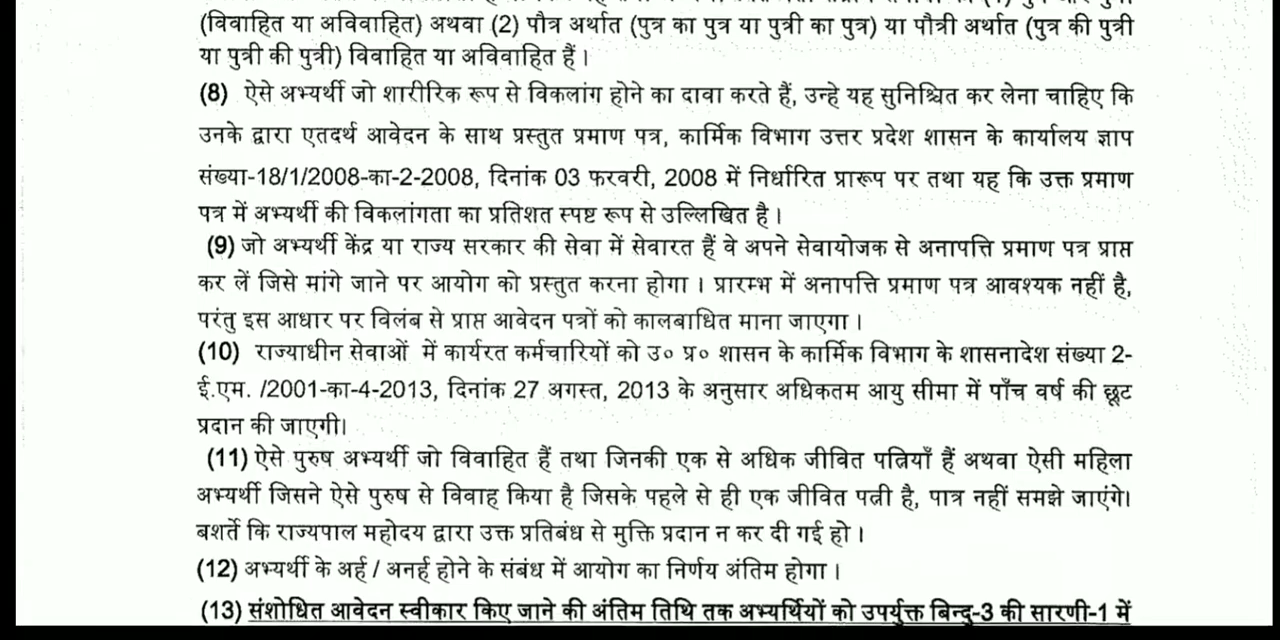 (विवाहित या अविवाहित) अथवा (2) पौत्र अर्थात (पुत्र का पुत्र या पुत्री का पुत्र) या पौत्री अर्थात (पुत्र की पुत्री
या पुत्री की पुत्री) विवाहित या अविवाहित हैं ।
(8) ऐसे अभ्यर्थी जो शारीरिक रूप से विकलांग होने का दावा करते हैं, उन्हे यह सुनिश्चित कर लेना चाहिए कि
उनके द्वारा एतदर्थ आवेदन के साथ प्रस्तुत प्रमाण पत्र, कार्मिक विभाग उत्तर प्रदेश शासन के कार्यालय ज्ञाप
संख्या-18/1/2008-का-2-2008, दिनांक 03 फरवरी, 2008 में निर्धारित प्रारूप पर तथा यह कि उक्त प्रमाण
पत्र में अभ्यर्थी की विकलांगता का प्रतिशत स्पष्ट रूप से उल्लिखित है ।
(9) जो अभ्यर्थी केंद्र या राज्य सरकार की सेवा में सेवारत हैं वे अपने सेवायोजक से अनापत्ति प्रमाण पत्र प्राप्त
कर लें जिसे मांगे जाने पर आयोग को प्रस्तुत करना होगा । प्रारम्भ में अनापत्ति प्रमाण पत्र आवश्यक नहीं है,
परंतु इस आधार पर विलंब से प्राप्त आवेदन पत्रों को कालबाधित माना जाएगा ।
(10) राज्याधीन सेवाओं में कार्यरत कर्मचारियों को उ० प्र० शासन के कार्मिक विभाग के शासनादेश संख्या 2-
ई.एम. /2001-का-4-2013, दिनांक 27 अगस्त, 2013 के अनुसार अधिकतम आयु सीमा में पाँच वर्ष की छूट
प्रदान की जाएगी।
(11) ऐसे पुरुष अभ्यर्थी जो विवाहित हैं तथा जिनकी एक से अधिक जीवित पत्नियाँ हैं अथवा ऐसी महिला
अभ्यर्थी जिसने ऐसे पुरुष से विवाह किया है जिसके पहले से ही एक जीवित पत्नी है, पात्र नहीं समझे जाएंगे।
बशर्ते कि राज्यपाल महोदय द्वारा उक्त प्रतिबंध से मुक्ति प्रदान न कर दी गई हो ।
(12) अभ्यर्थी के अर्ह / अनर्ह होने के संबंध में आयोग का निर्णय अंतिम होगा ।
(13) संशोधित आवेदन स्वीकार किए जाने की अंतिम तिथि तक अभ्यर्थियों को उपर्युक्त बिन्दु-3 की सारणी-1 में